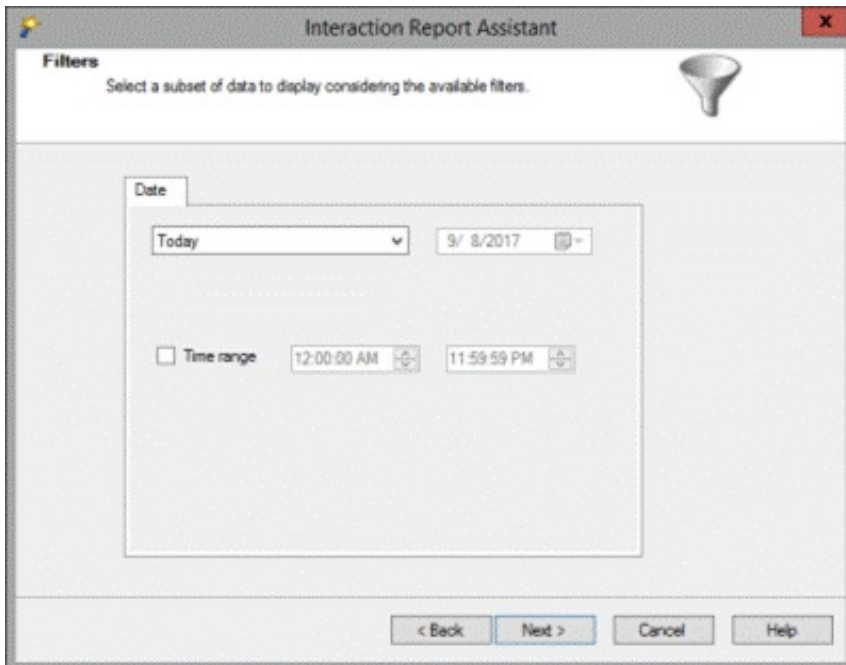 Interaction Report Assistant
x
Filters
Select a subset of data to display considering the available filters.
Date
Today 9/ 8/2017
Time range 12:00:00 AM 11:59:59 PM
< Back Next > Cancel Help